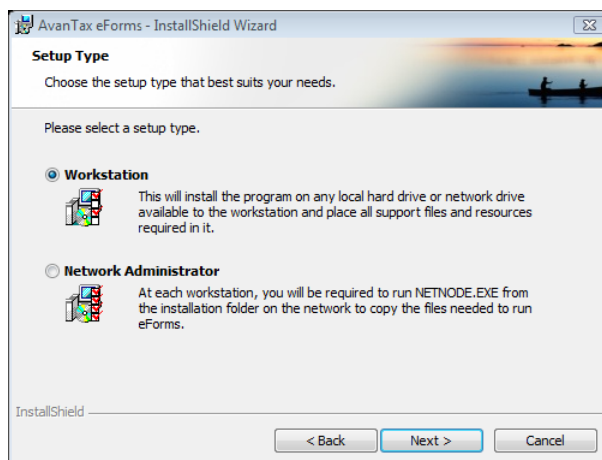 AvanTax eForms - InstallShield Wizard
Setup Type
Choose the setup type that best suits your needs.
Please select a setup type.
Workstation
This will install the program on any local hard drive or network drive
available to the workstation and place all support files and resources
required in it.
Network Administrator
At each workstation, you will be required to run NETNODE.EXE from
the installation folder on the network to copy the files needed to run
eForms.
InstallShield
< Back
Next >
Cancel